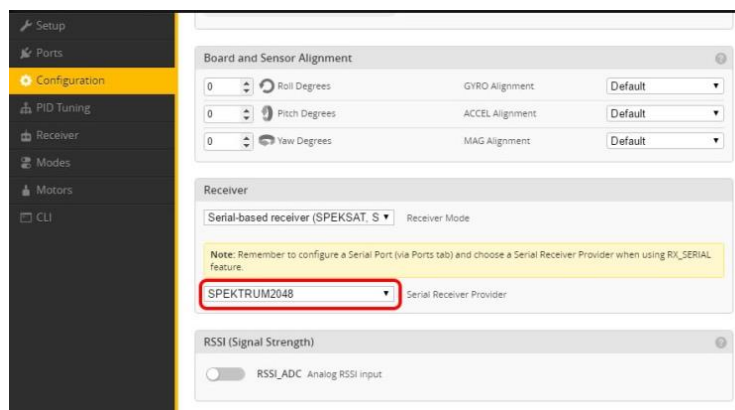 Setup
Ports
Configuration
PID Tuning
Receiver
Modes
Motors
CLI
Board and Sensor Alignment
0 Roll Degrees GYRO Alignment Default
0 Pitch Degrees ACCEL Alignment Default
0 Yaw Degrees MAG Alignment Default
Receiver
Serial-based receiver (SPEKSAT, S Receiver Mode
Note: Remember to configure a Serial Port (via Ports tab) and choose a Serial Receiver Provider when using RX_SERIAL
feature.
SPEKTRUM2048 Serial Receiver Provider
RSSI (Signal Strength)
RSSI_ADC Analog RSSI input